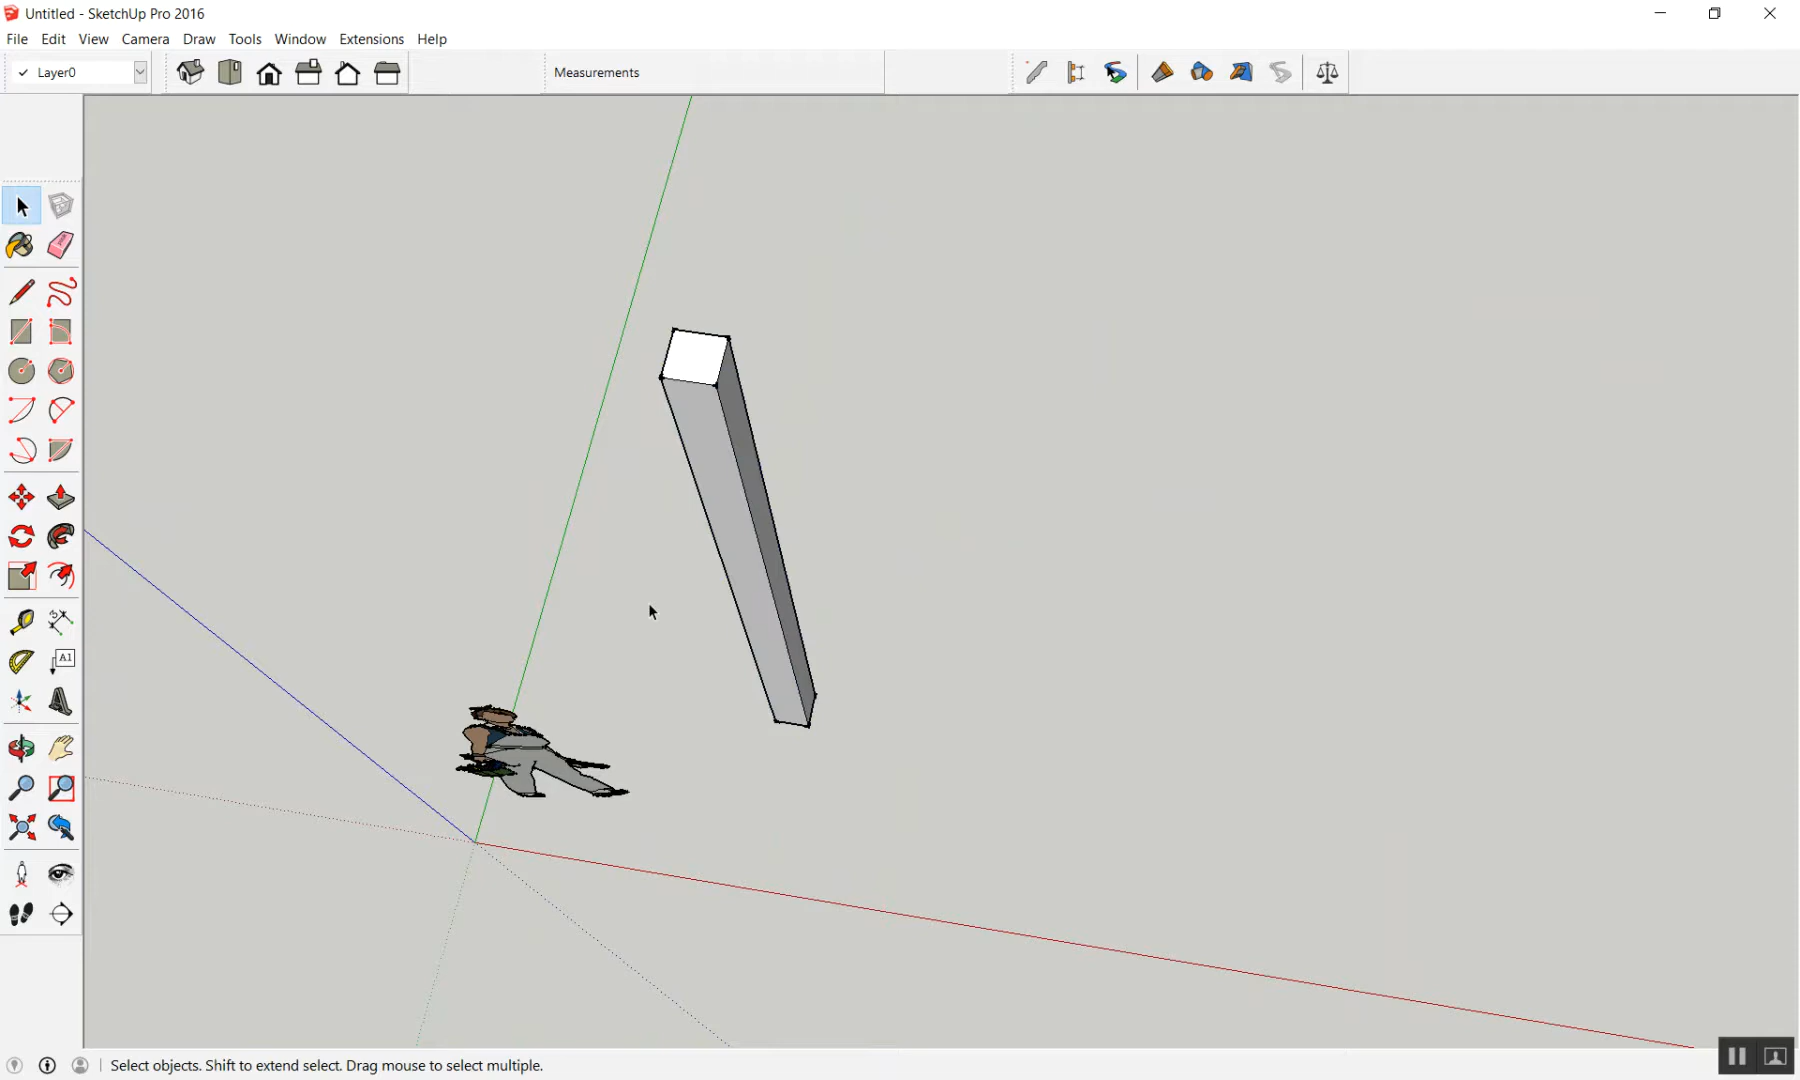 Untitled - SketchUp Pro 2016
File Edit View Camera Draw Tools Window Extensions Help
Layer0
Measurements
A1
Select objects. Shift to extend select. Drag mouse to select multiple.